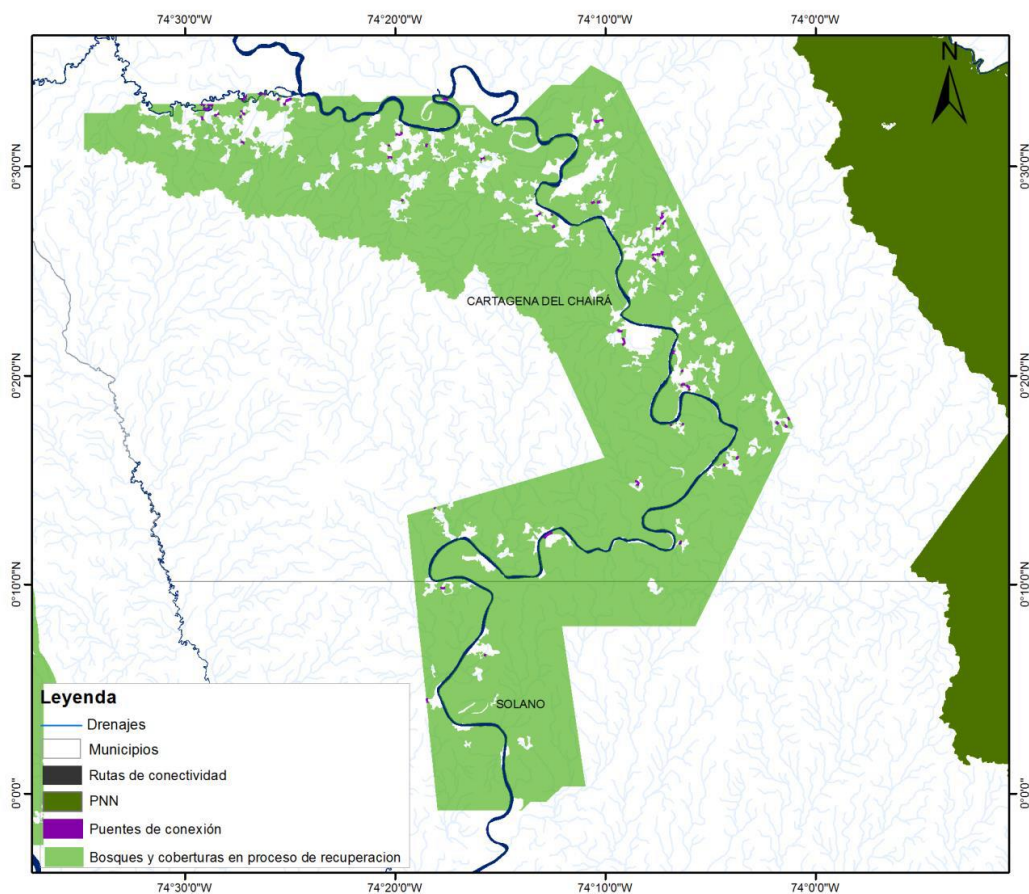 74°30'0"W 74°20'0"W 74°10'0"W 74°0'0"W
N
0°30'0"N 0°30'0"N
CARTAGENA DEL CHAIRÁ
0°20'0"N 0°20'0"N
0°10'0"N 0°10'0"N
SOLANO
0°0'0" 0°0'0"
Leyenda
Drenajes
Municipios
Rutas de conectividad
PNN
Puentes de conexión
Bosques y coberturas en proceso de recuperacion
74°30'0"W 74°20'0"W 74°10'0"W 74°0'0"W